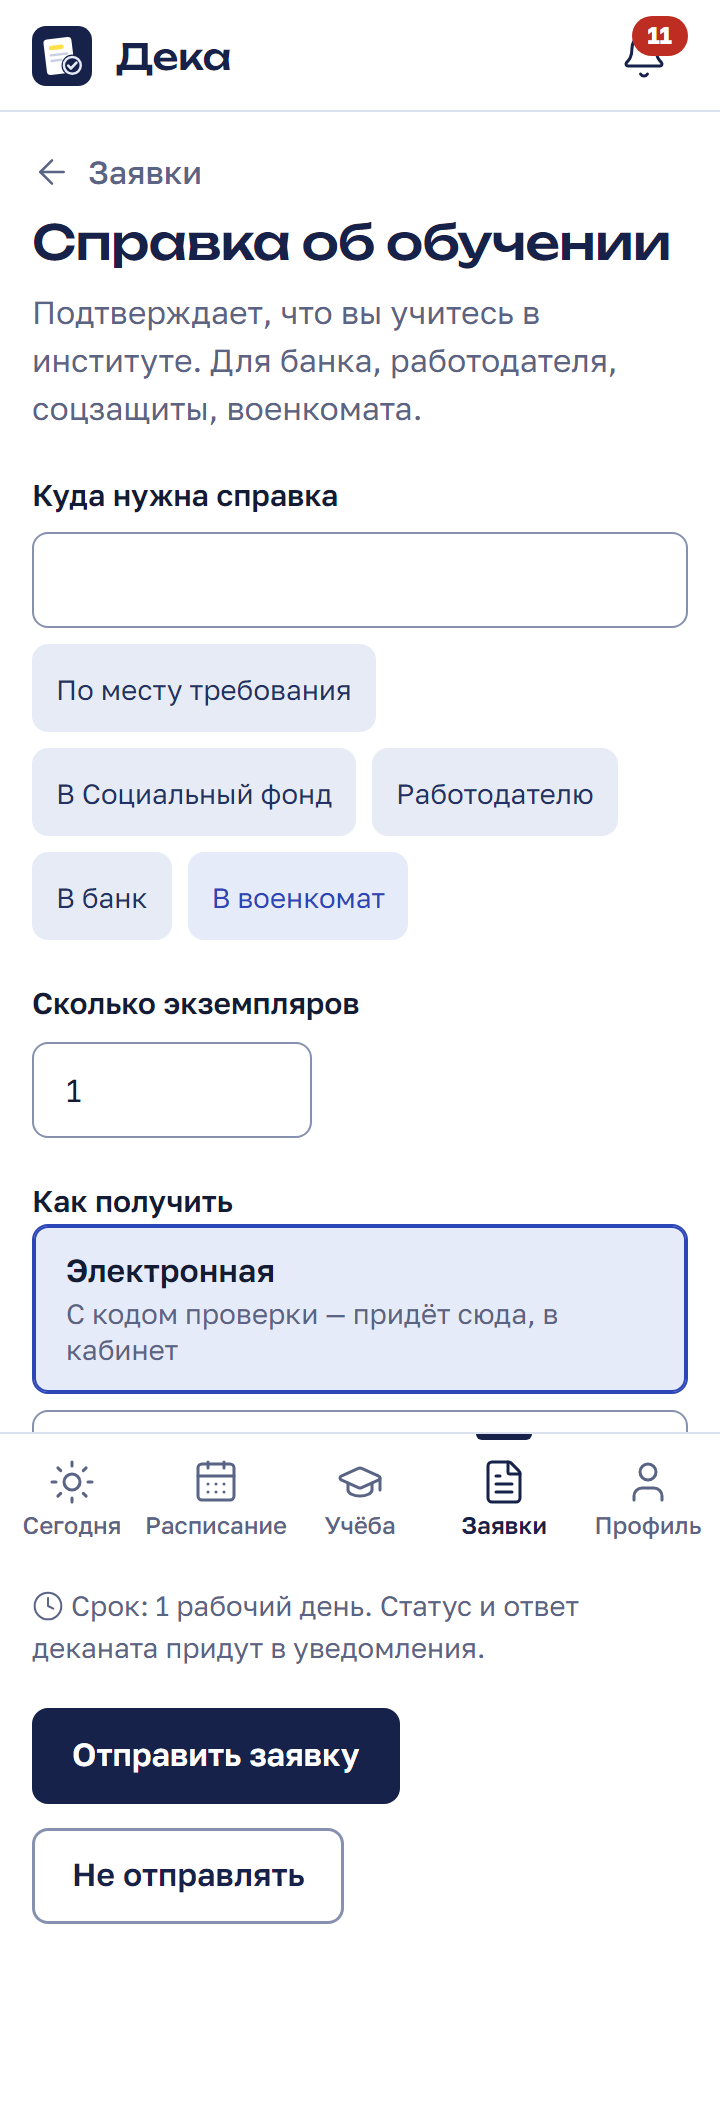 Дека
11
Заявки
Справка об обучении
Подтверждает, что вы учитесь в
институте. Для банка, работодателя,
соцзащиты, военкомата.
Куда нужна справка
По месту требования
В Социальный фонд
Работодателю
В банк
В военкомат
Сколько экземпляров
1
Как получить
Электронная
С кодом проверки — придёт сюда, в
кабинет
Сегодня
Расписание
Учёба
Заявки
Профиль
Срок: 1 рабочий день. Статус и ответ
деканата придут в уведомления.
Отправить заявку
Не отправлять